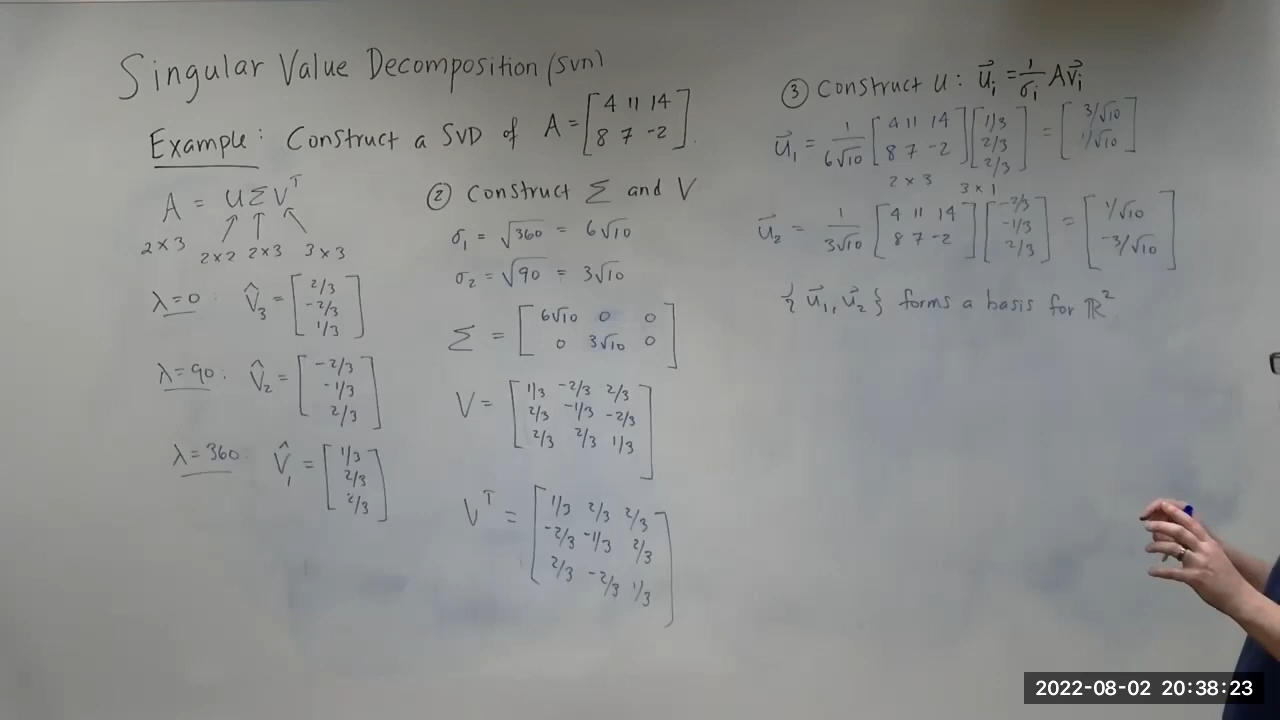 Singular Value Decomposition (SVD)
Example: Construct a SVD of A = [4 11 14
8 7 -2].
A = U Σ V^T
2×3 2×2 2×3 3×3
λ=0: v̂₃ = [2/3
-2/3
1/3]
λ=90: v̂₂ = [-2/3
-1/3
2/3]
λ=360: v̂₁ = [1/3
2/3
2/3]
② Construct Σ and V
σ₁ = √360 = 6√10
σ₂ = √90 = 3√10
Σ = [6√10 0 0
0 3√10 0]
V = [1/3 -2/3 2/3
2/3 -1/3 -2/3
2/3 2/3 1/3]
V^T = [1/3 2/3 2/3
-2/3 -1/3 2/3
2/3 -2/3 1/3]
③ Construct U: u⃗ᵢ = 1/σᵢ Av⃗ᵢ
u⃗₁ = 1/6√10 [4 11 14
8 7 -2] [1/3
2/3
2/3] = [3/√10
1/√10]
2×3 3×1
u⃗₂ = 1/3√10 [4 11 14
8 7 -2] [-2/3
-1/3
2/3] = [1/√10
-3/√10]
{u⃗₁, u⃗₂} forms a basis for ℝ²
2022-08-02 20:38:23